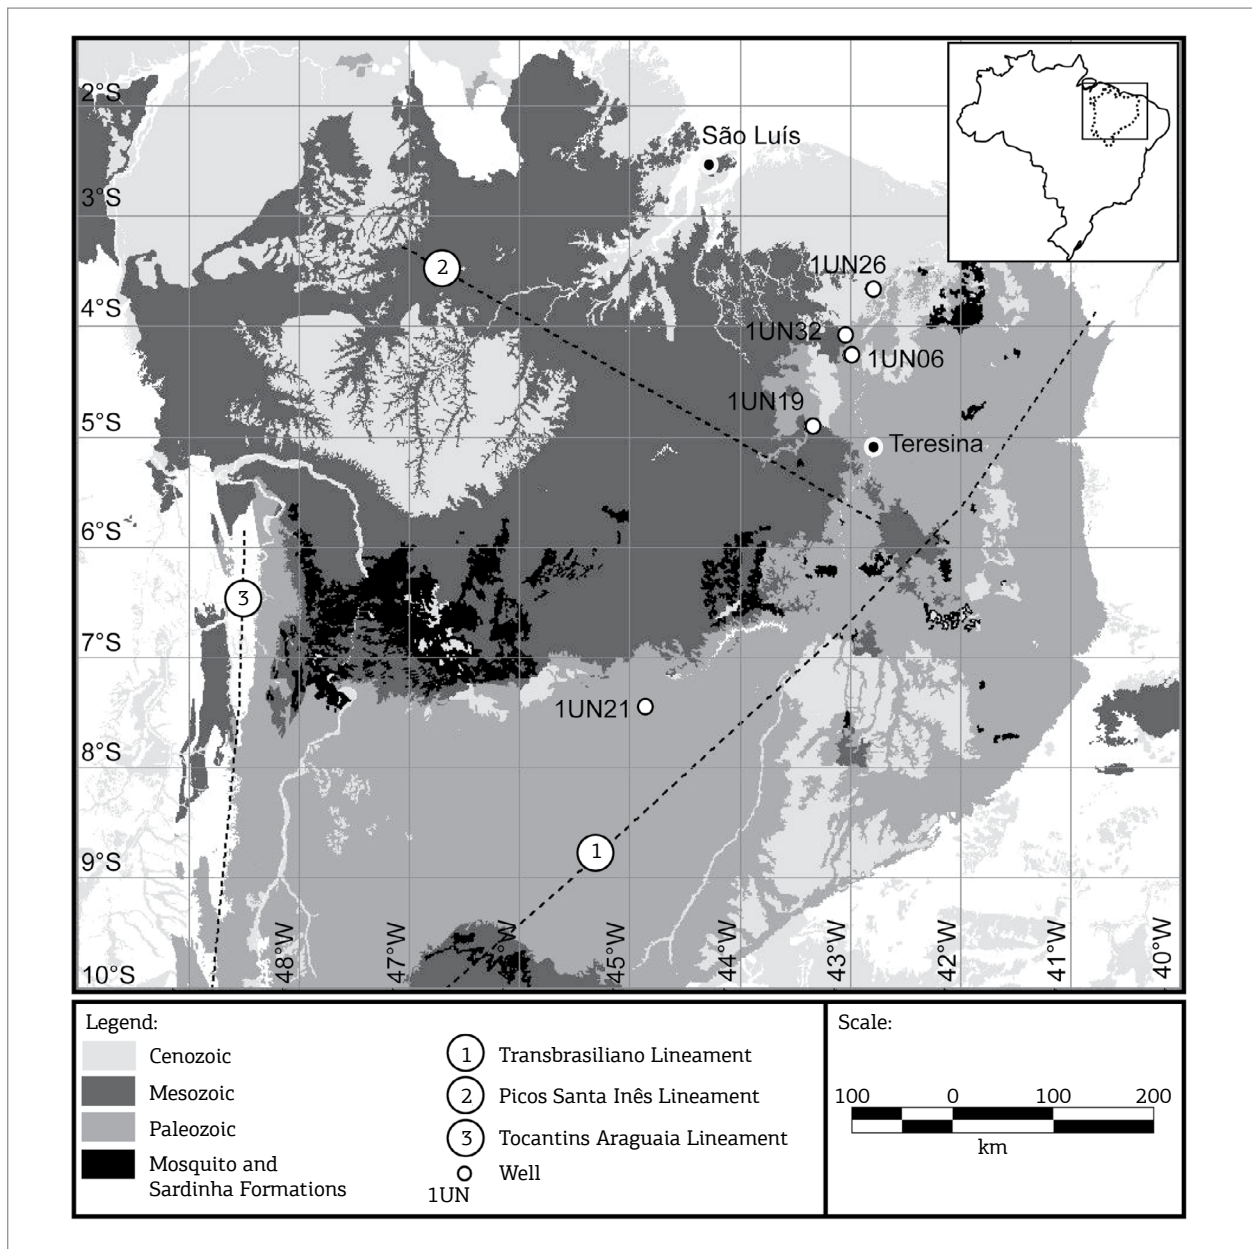 2°S
São Luís
3°S
2
1UN26
4°S
1UN32
1UN06
1UN19
5°S
Teresina
6°S
3
7°S
1UN21
8°S
1
9°S
10°S
48°W
47°W
°W
45°W
44°W
43°W
42°W
41°W
40°W
Legend:
Cenozoic
Mesozoic
Paleozoic
Mosquito and
Sardinha Formations
1 Transbrasiliano Lineament
2 Picos Santa Inês Lineament
3 Tocantins Araguaia Lineament
Well
1UN
Scale:
100 0 100 200
km